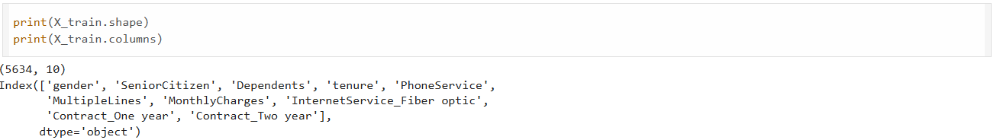 print(X_train.shape)
print(X_train.columns)
(5634, 10)
Index(['gender', 'SeniorCitizen', 'Dependents', 'tenure', 'PhoneService',
       'MultipleLines', 'MonthlyCharges', 'InternetService_Fiber optic',
       'Contract_One year', 'Contract_Two year'],
      dtype='object')